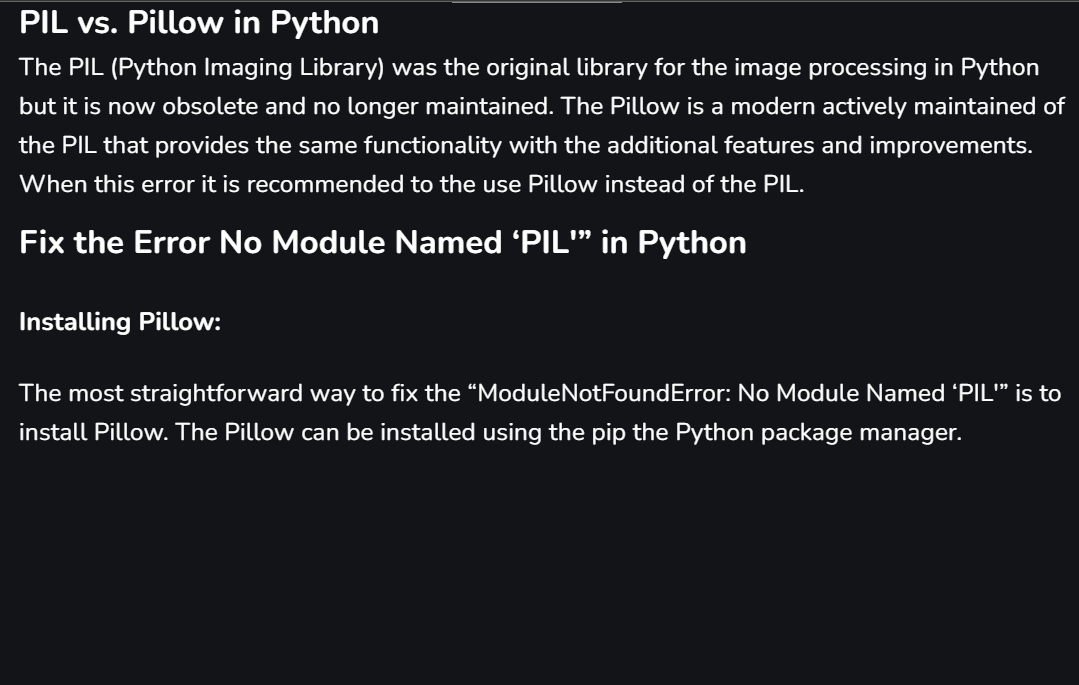 PIL vs. Pillow in Python
The PIL (Python Imaging Library) was the original library for the image processing in Python
but it is now obsolete and no longer maintained. The Pillow is a modern actively maintained of
the PIL that provides the same functionality with the additional features and improvements.
When this error it is recommended to the use Pillow instead of the PIL.
Fix the Error No Module Named ‘PIL'” in Python
Installing Pillow:
The most straightforward way to fix the “ModuleNotFoundError: No Module Named ‘PIL'” is to
install Pillow. The Pillow can be installed using the pip the Python package manager.